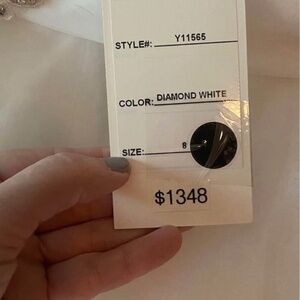 STYLE#: Y11565
COLOR: DIAMOND WHITE
SIZE: 8
$1348